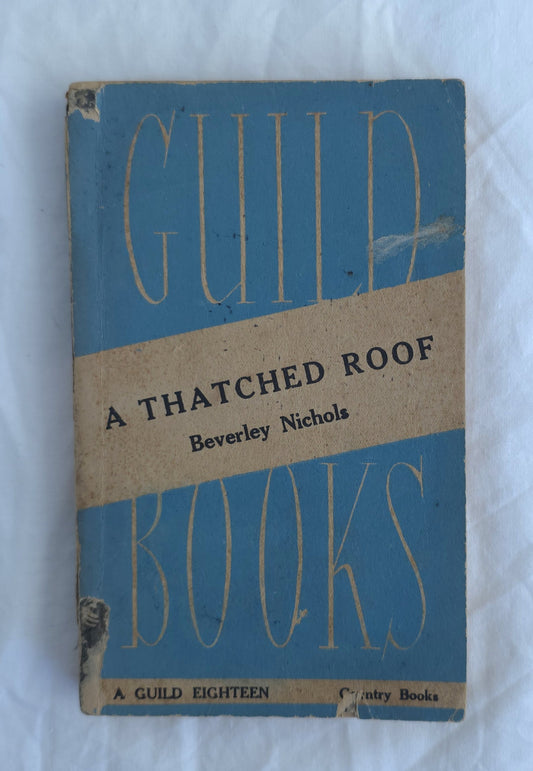 GUILD
A THATCHED ROOF
Beverley Nichols
BOOKS
A GUILD EIGHTEEN Country Books